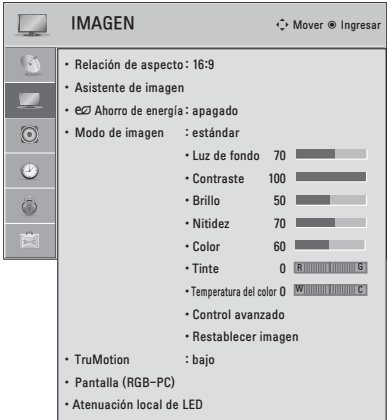 IMAGEN Mover Ingresar
• Relación de aspecto : 16:9
• Asistente de imagen
• Ahorro de energía : apagado
• Modo de imagen : estándar
• Luz de fondo 70
• Contraste 100
• Brillo 50
• Nitidez 70
• Color 60
• Tinte 0 R G
• Temperatura del color 0 W C
• Control avanzado
• Restablecer imagen
• TruMotion : bajo
• Pantalla (RGB-PC)
• Atenuación local de LED